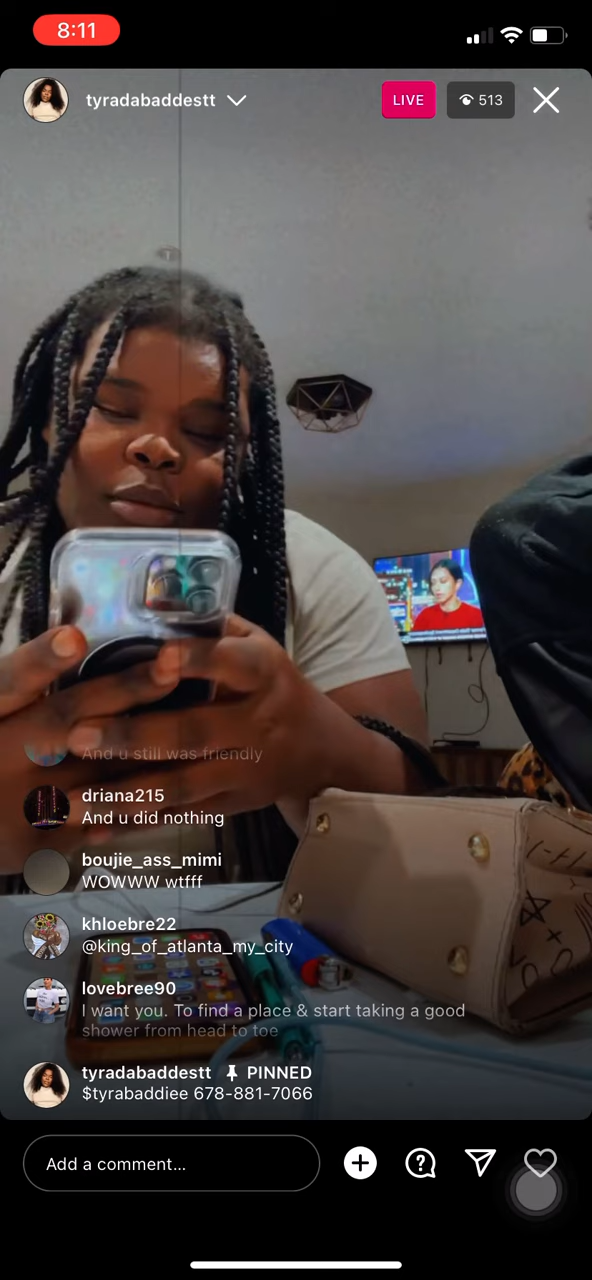 8:11
tyradabaddestt
LIVE
513
And u still was friendly
driana215
And u did nothing
boujie_ass_mimi
WOWWW wtfff
khloebre22
@king_of_atlanta_my_city
lovebree90
I want you. To find a place & start taking a good
shower from head to toe
tyradabaddestt PINNED
$tyrabaddiee 678-881-7066
Add a comment...